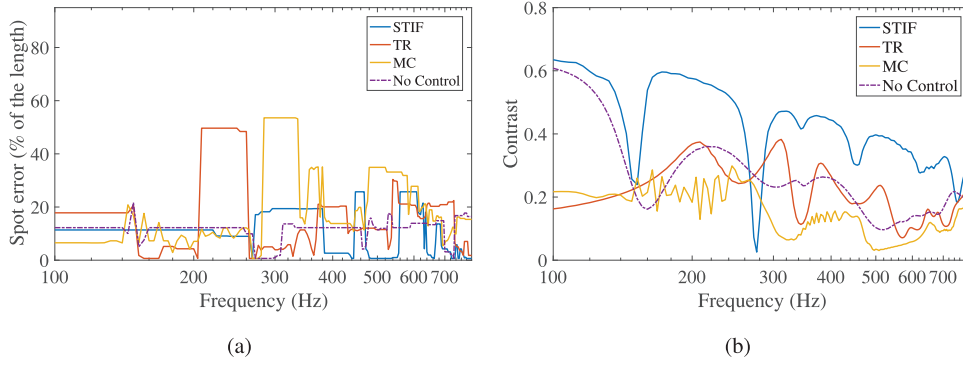 STIF
TR
MC
No Control
80
60
40
20
0
Spot error (% of the length)
100 200 300 400 500 600 700
Frequency (Hz)
(a)
STIF
TR
MC
No Control
0.8
0.6
0.4
0.2
0
Contrast
100 200 300 400 500 600 700
Frequency (Hz)
(b)